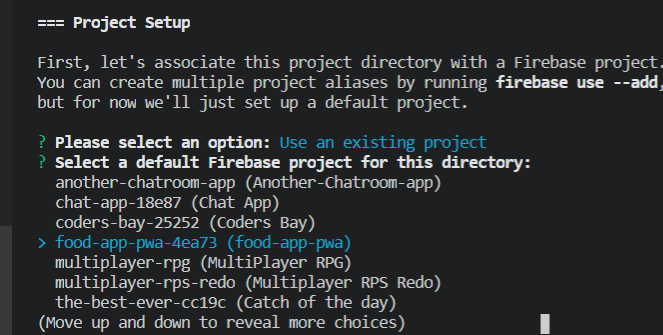 === Project Setup
First, let's associate this project directory with a Firebase project.
You can create multiple project aliases by running firebase use --add,
but for now we'll just set up a default project.
? Please select an option: Use an existing project
? Select a default Firebase project for this directory:
another-chatroom-app (Another-Chatroom-app)
chat-app-18e87 (Chat App)
coders-bay-25252 (Coders Bay)
> food-app-pwa-4ea73 (food-app-pwa)
multiplayer-rpg (MultiPlayer RPG)
multiplayer-rps-redo (Multiplayer RPS Redo)
the-best-ever-cc19c (Catch of the day)
(Move up and down to reveal more choices)